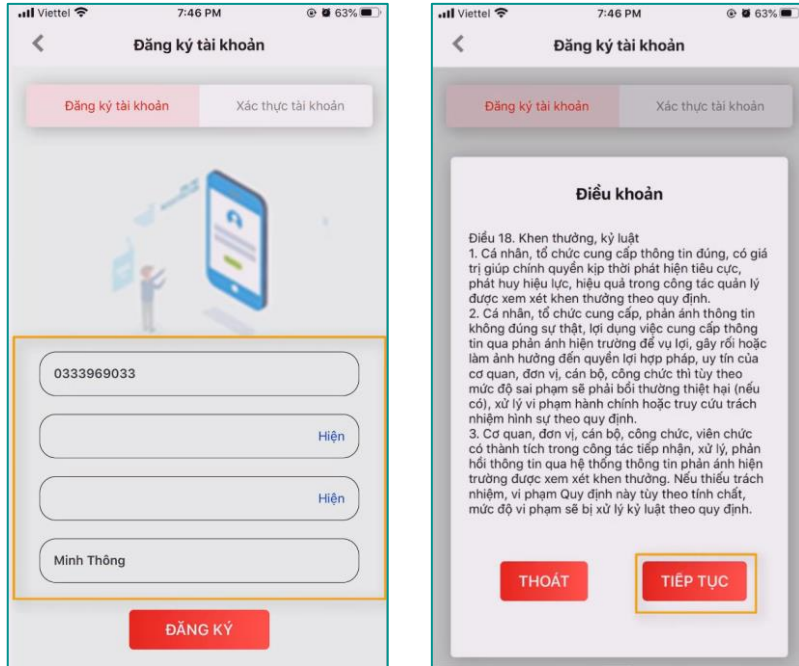 Viettel 7:46 PM 63%
Đăng ký tài khoản
Đăng ký tài khoản Xác thực tài khoản
0333969033
Hiện
Hiện
Minh Thông
ĐĂNG KÝ
Viettel 7:46 PM 63%
Đăng ký tài khoản
Đăng ký tài khoản Xác thực tài khoản
Điều khoản
Điều 18. Khen thưởng, kỷ luật
1. Cá nhân, tổ chức cung cấp thông tin đúng, có giá
trị giúp chính quyền kịp thời phát hiện tiêu cực,
phát huy hiệu lực, hiệu quả trong công tác quản lý
được xem xét khen thưởng theo quy định.
2. Cá nhân, tổ chức cung cấp, phản ánh thông tin
không đúng sự thật, lợi dụng việc cung cấp thông
tin qua phản ánh hiện trường để vụ lợi, gây rối hoặc
làm ảnh hưởng đến quyền lợi hợp pháp, uy tín của
cơ quan, đơn vị, cán bộ, công chức thì tùy theo
mức độ sai phạm sẽ phải bồi thường thiệt hại (nếu
có), xử lý vi phạm hành chính hoặc truy cứu trách
nhiệm hình sự theo quy định.
3. Cơ quan, đơn vị, cán bộ, công chức, viên chức
có thành tích trong công tác tiếp nhận, xử lý, phản
hồi thông tin qua hệ thống thông tin phản ánh hiện
trường được xem xét khen thưởng. Nếu thiếu trách
nhiệm, vi phạm Quy định này tùy theo tính chất,
mức độ vi phạm sẽ bị xử lý kỷ luật theo quy định.
THOÁT TIẾP TỤC